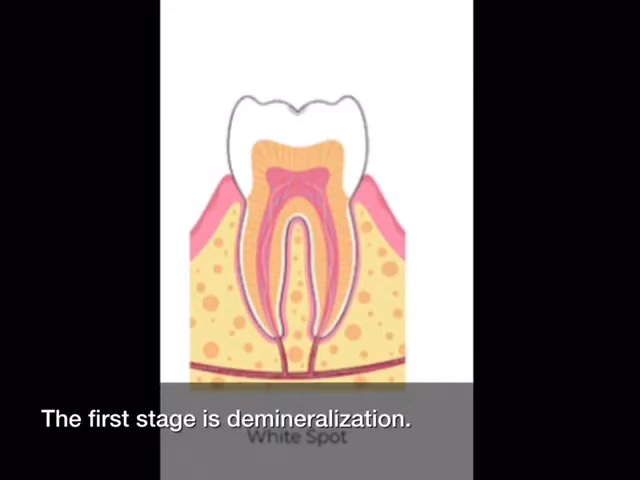 The first stage is demineralization.
White Spot